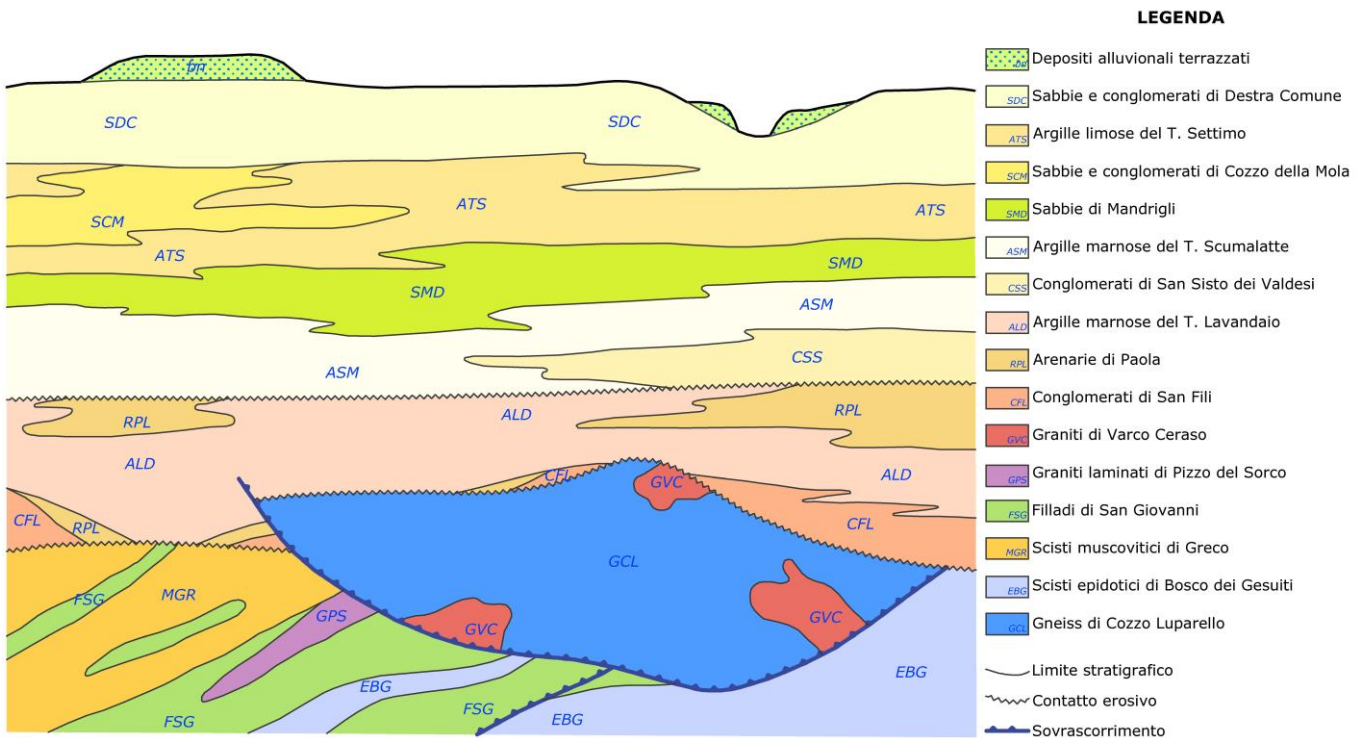 LEGENDA
bn Depositi alluvionali terrazzati
SDC Sabbie e conglomerati di Destra Comune
ATS Argille limose del T. Settimo
SCM Sabbie e conglomerati di Cozzo della Mola
SMD Sabbie di Mandrigli
ASM Argille marnose del T. Scumalatte
CSS Conglomerati di San Sisto dei Valdesi
ALD Argille marnose del T. Lavandaio
RPL Arenarie di Paola
CFL Conglomerati di San Fili
GVC Graniti di Varco Ceraso
GPS Graniti laminati di Pizzo del Sorco
FSG Filladi di San Giovanni
MGR Scisti muscovitici di Greco
EBG Scisti epidotici di Bosco dei Gesuiti
GCL Gneiss di Cozzo Luparello
Limite stratigrafico
Contatto erosivo
Sovrascorrimento
bn
SDC SDC
ATS ATS
SCM
ATS
SMD
SMD
ASM
CSS
ASM
RPL ALD RPL
ALD CFL GVC ALD
CFL RPL CFL
GCL
FSG MGR
GPS GVC GVC
EBG EBG
FSG FSG EBG